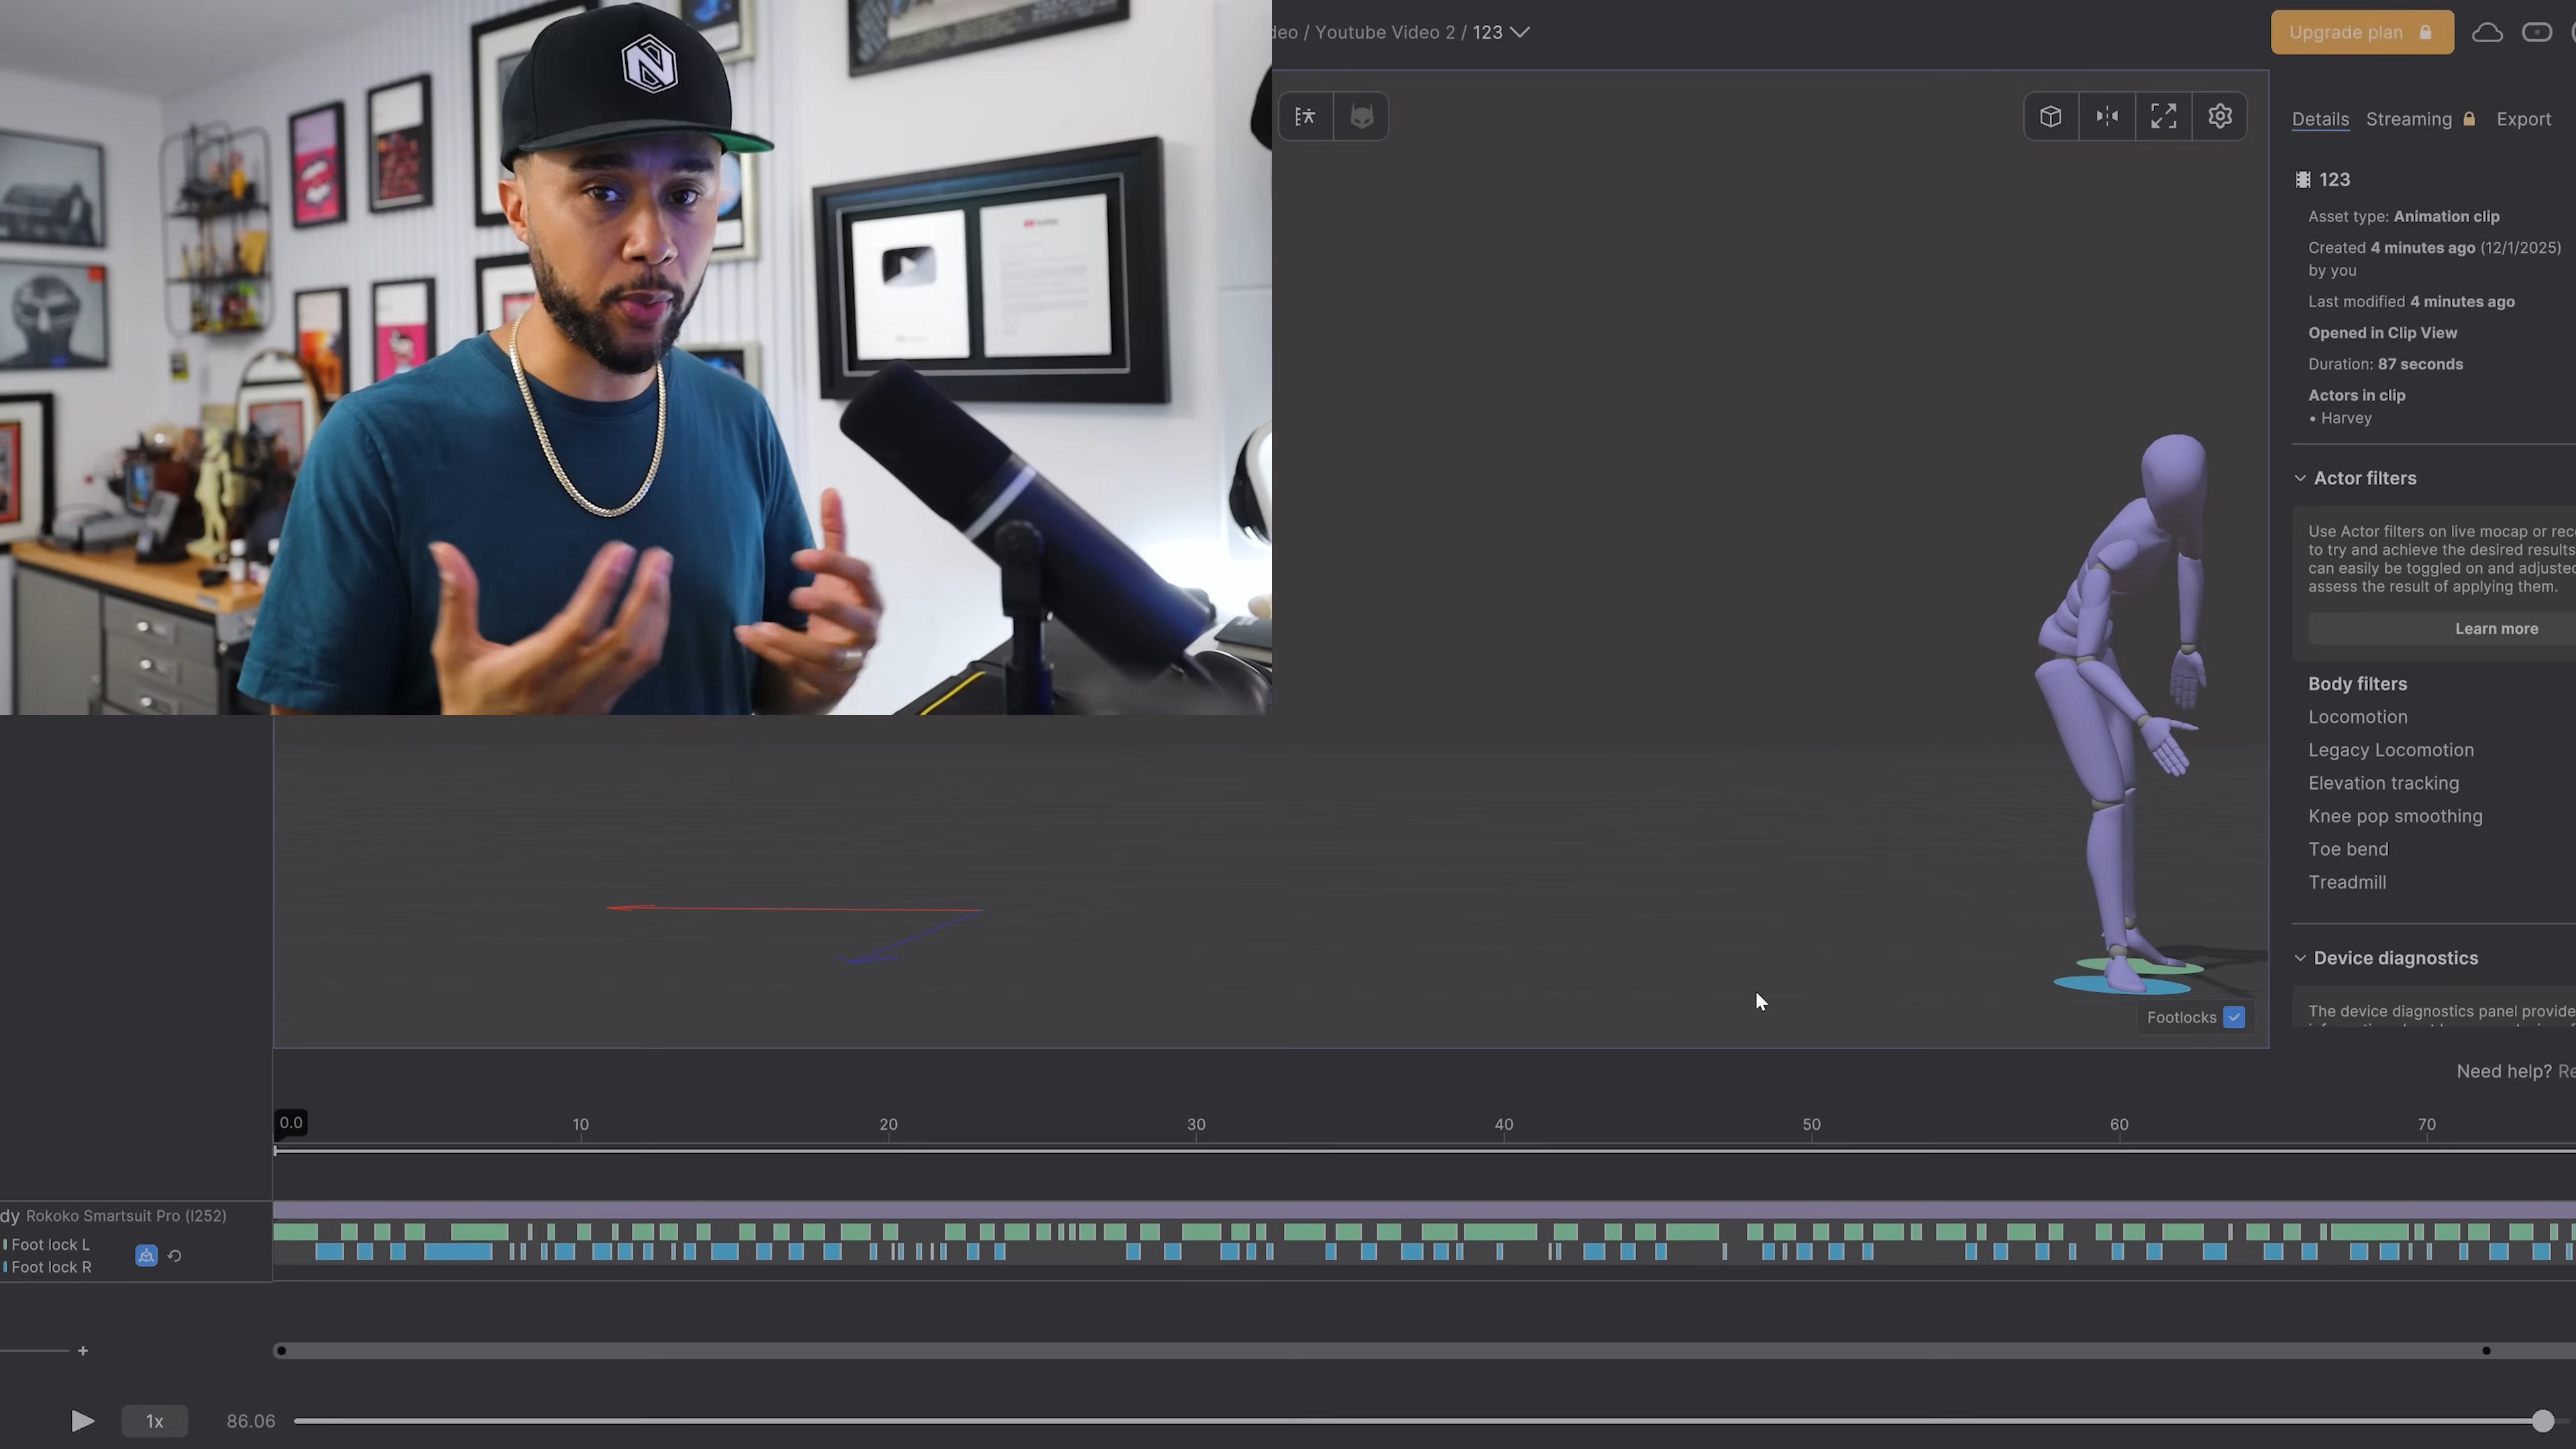 N
deo / Youtube Video 2 / 123
Upgrade plan
Details Streaming Export
123
Asset type: Animation clip
Created 4 minutes ago (12/1/2025)
by you
Last modified 4 minutes ago
Opened in Clip View
Duration: 87 seconds
Actors in clip
• Harvey
Actor filters
Use Actor filters on live mocap or rec
to try and achieve the desired results
can easily be toggled on and adjusted
assess the result of applying them.
Learn more
Body filters
Locomotion
Legacy Locomotion
Elevation tracking
Knee pop smoothing
Toe bend
Treadmill
Device diagnostics
The device diagnostics panel provide
Footlocks
Need help? Re
0.0 10 20 30 40 50 60 70
dy Rokoko Smartsuit Pro (I252)
Foot lock L
Foot lock R
+
1x 86.06